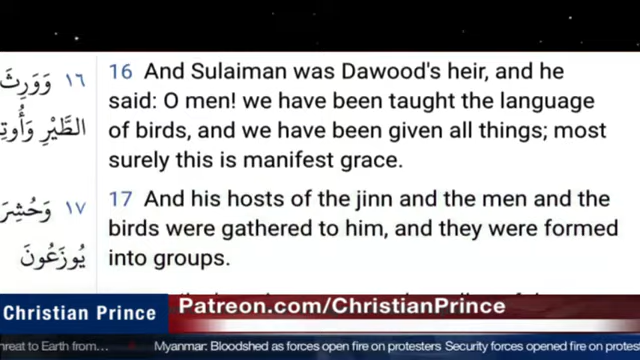 ١٦ وَوَرِثَ
16 And Sulaiman was Dawood's heir, and he
said: O men! we have been taught the language
الطَّيْرِ وَأُوتِ
of birds, and we have been given all things; most
surely this is manifest grace.
١٧ وَحُشِرَ
17 And his hosts of the jinn and the men and the
birds were gathered to him, and they were formed
يُوزَعُونَ
into groups.
Christian Prince
Patreon.com/ChristianPrince
threat to Earth from... Myanmar: Bloodshed as forces open fire on protesters Security forces opened fire on protes